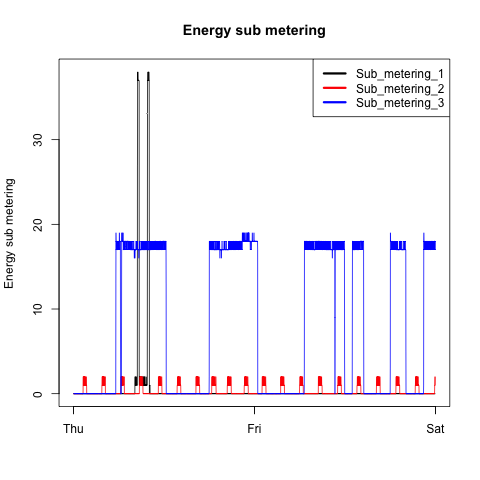 Energy sub metering
Sub_metering_1
Sub_metering_2
Sub_metering_3
Energy sub metering
30
20
10
0
Thu
Fri
Sat